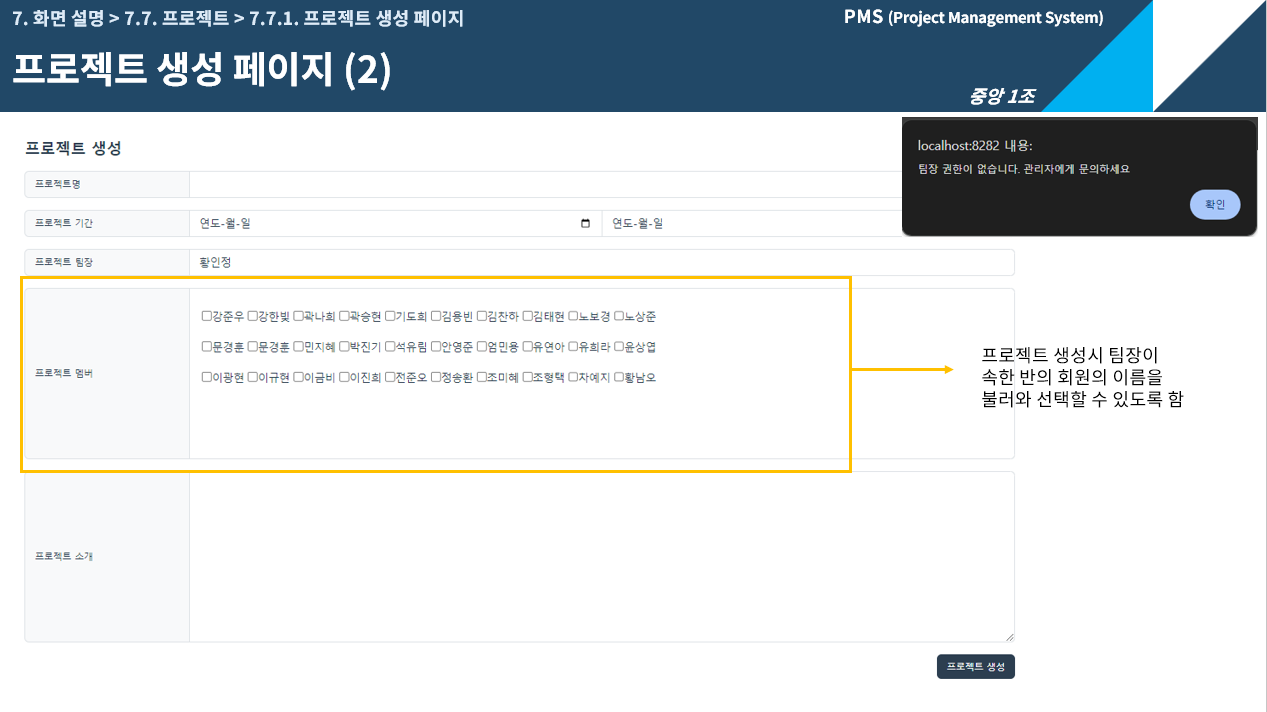 7. 화면 설명 > 7.7. 프로젝트 > 7.7.1. 프로젝트 생성 페이지
PMS (Project Management System)
프로젝트 생성 페이지 (2)
중앙 1조
프로젝트 생성
localhost:8282 내용:
팀장 권한이 없습니다. 관리자에게 문의하세요
확인
프로젝트명
프로젝트 기간 연도-월-일 연도-월-일
프로젝트 팀장 황인정
프로젝트 멤버
강준우 강한빛 곽나희 곽승현 기도희 김용빈 김찬하 김태현 노보경 노상준
문경훈 문경훈 민지혜 박진기 석유림 안영준 엄민용 유연아 유희라 윤상엽
이광현 이규현 이금비 이진희 전준오 정송환 조미혜 조형택 차예지 황남오
프로젝트 생성시 팀장이
속한 반의 회원의 이름을
불러와 선택할 수 있도록 함
프로젝트 소개
프로젝트 생성